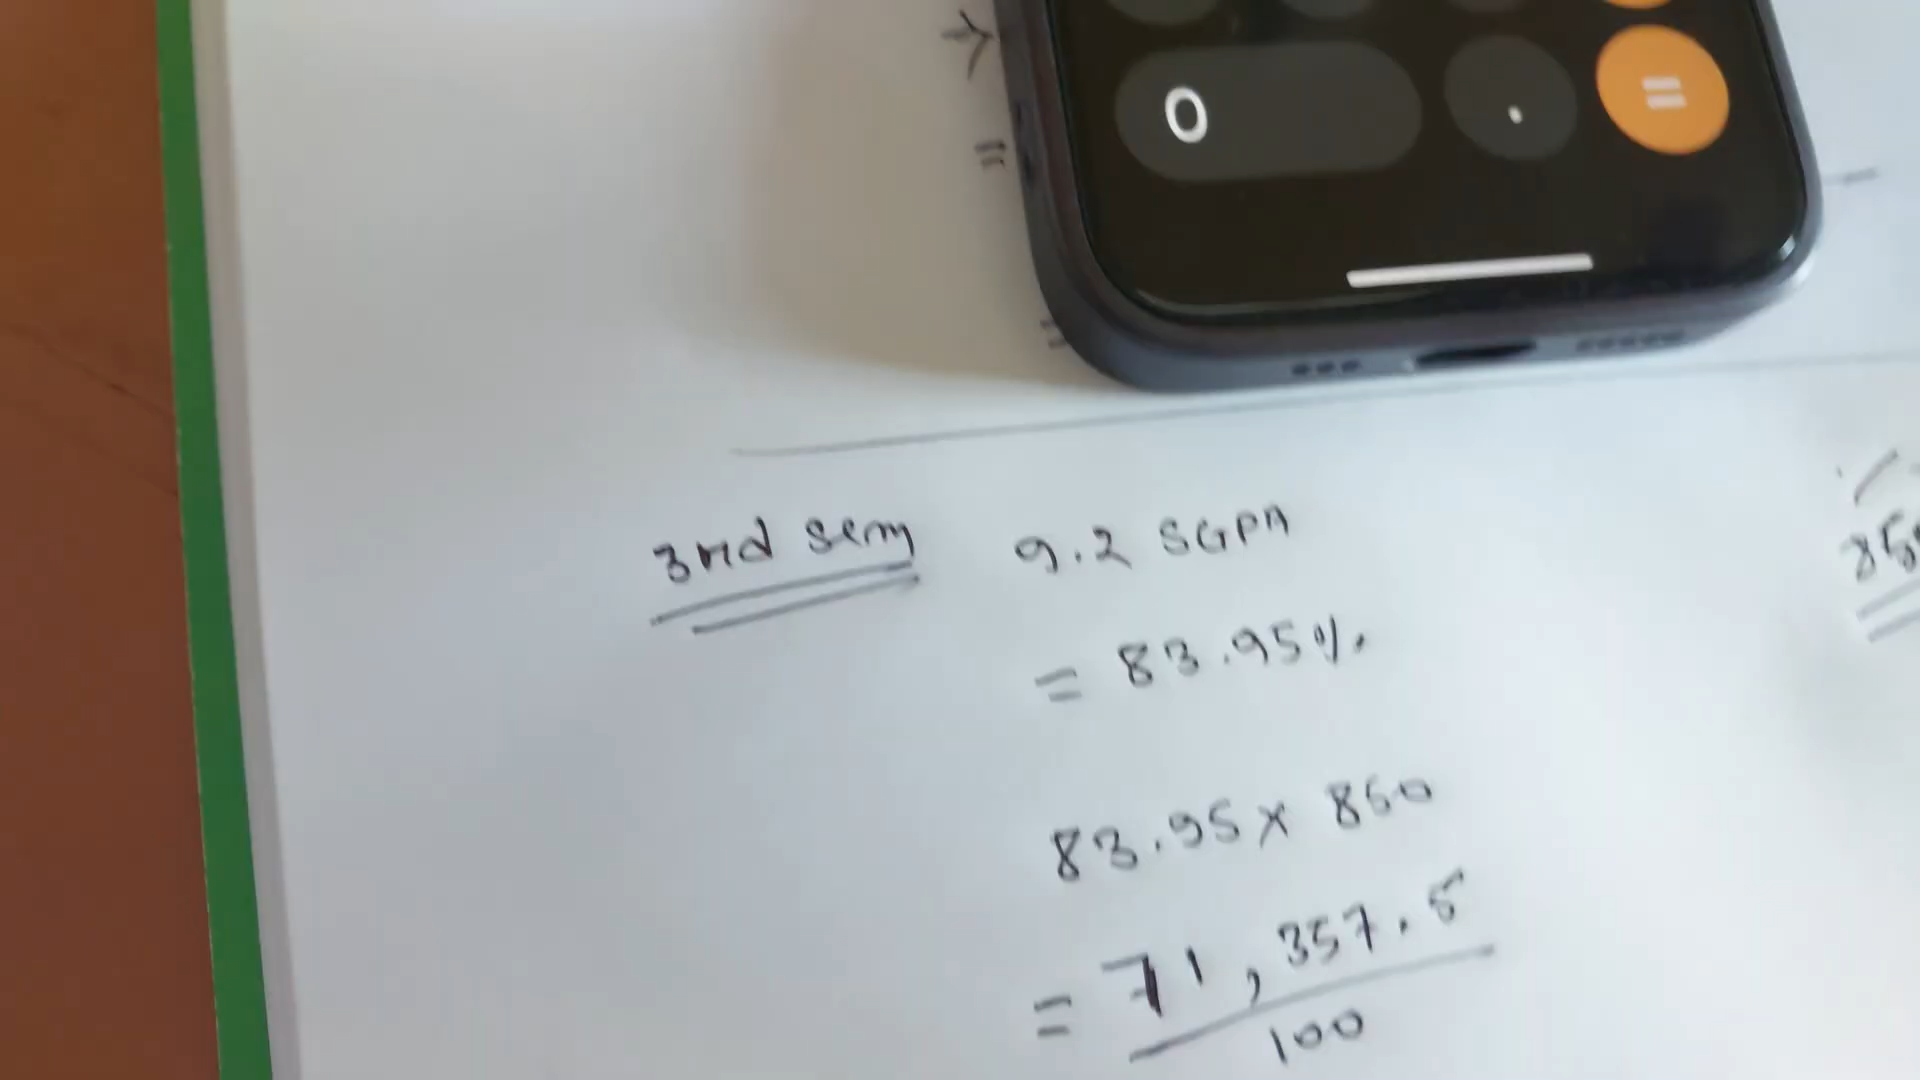 0 . =
=
3rd sem 9.2 SGPA
= 83.95%
83.95 x 850
= 71,357.5
100